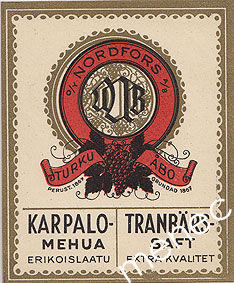 O/Y NORDFORS A/B
TURKU ÅBO
PERUST. 1867 GRUNDAD 1867
KARPALO- TRANBÄRS-
MEHUA SAFT
ERIKOISLAATU EXTRA KVALITET